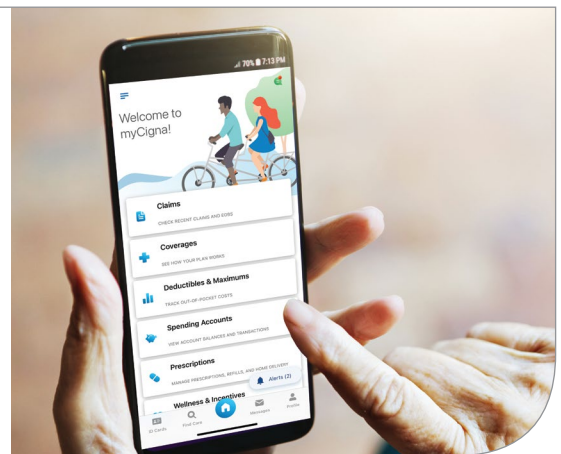 70% 7:13 PM
Welcome to
myCigna!
Claims
CHECK RECENT CLAIMS AND EOBS
Coverages
SEE HOW YOUR PLAN WORKS
Deductibles & Maximums
TRACK OUT-OF-POCKET COSTS
Spending Accounts
VIEW ACCOUNT BALANCES AND TRANSACTIONS
Prescriptions
MANAGE PRESCRIPTIONS, REFILLS, AND HOME DELIVERY
Alerts (2)
Wellness & Incentives
ID Cards
Find Care
Messages
Profile